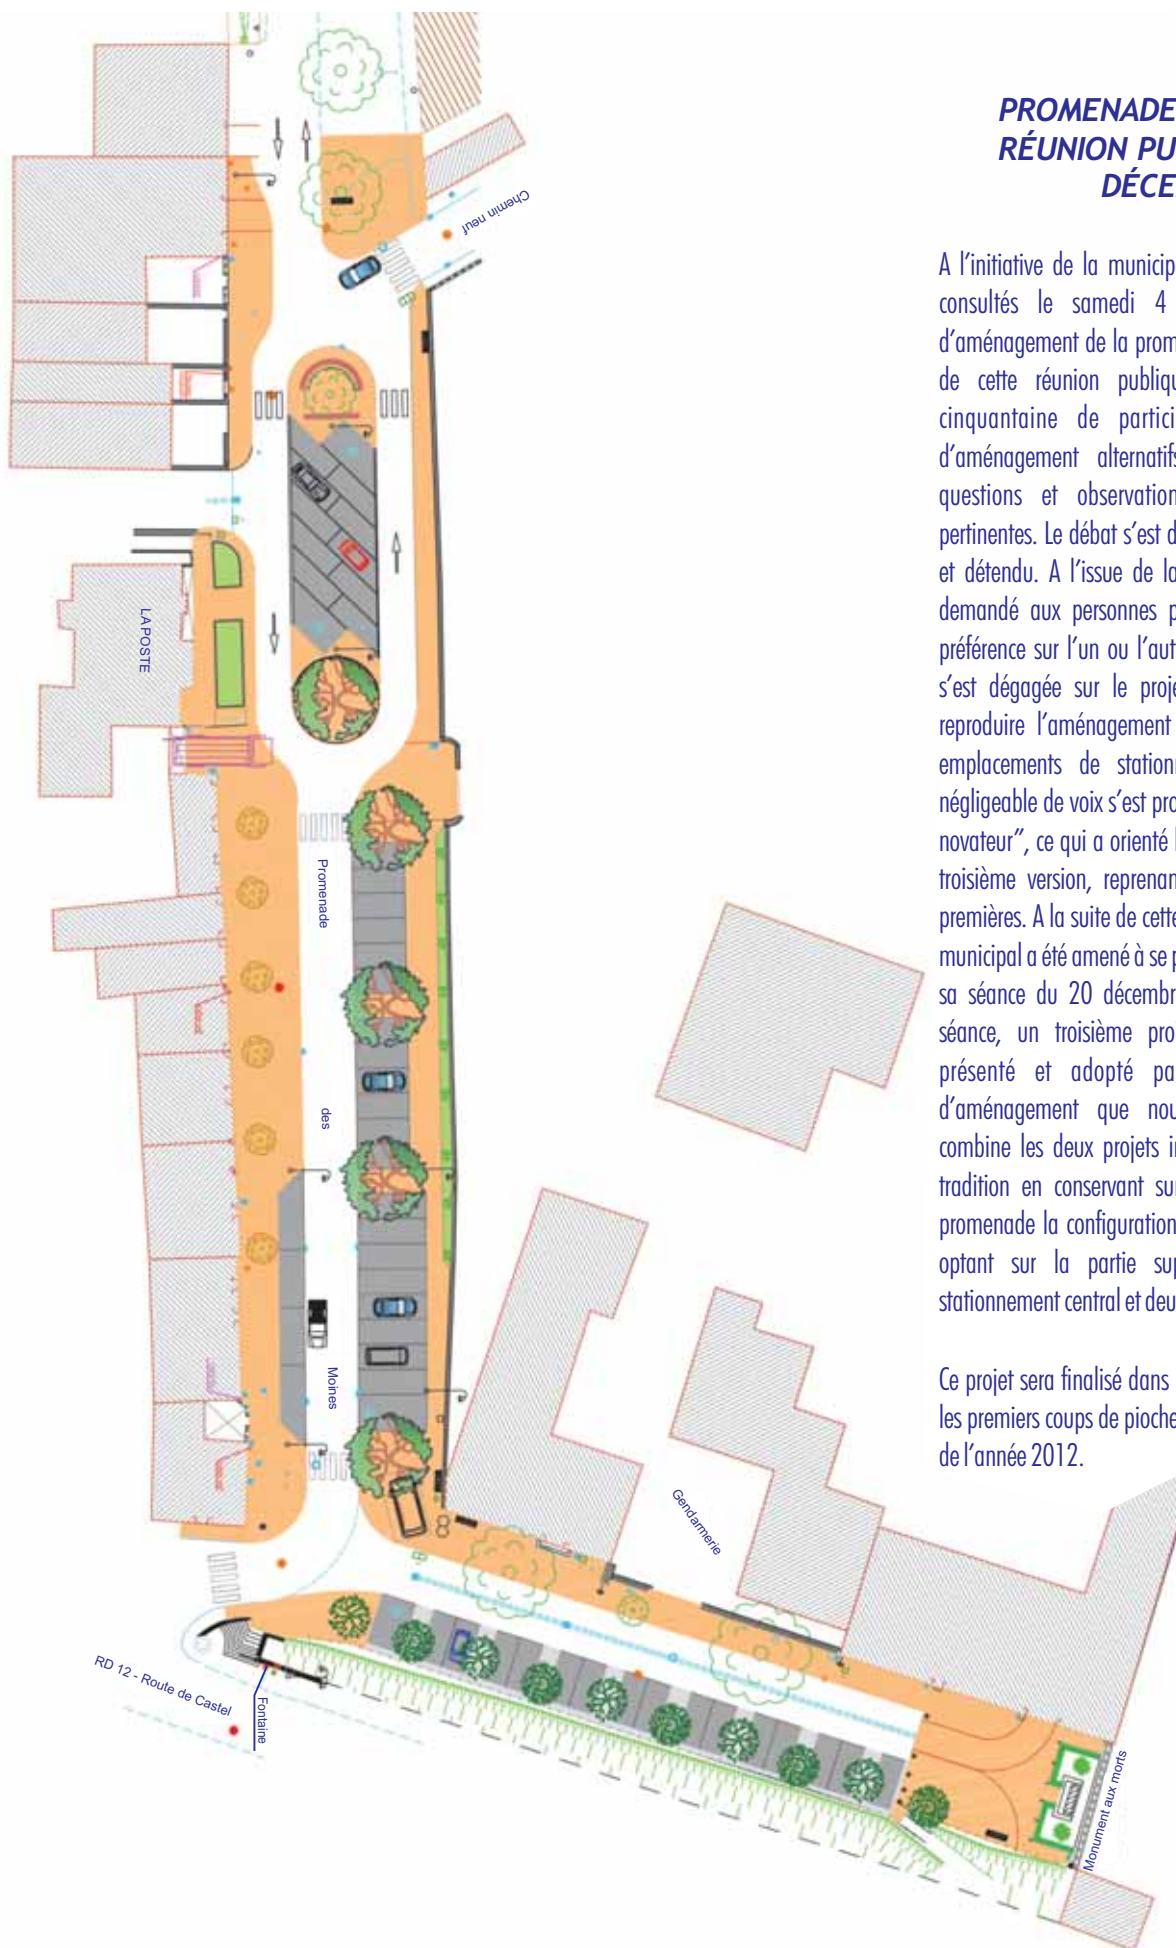 PROMENADE
RÉUNION PU
DÉCE
A l'initiative de la municip
consultés le samedi 4
d'aménagement de la prom
de cette réunion publiqu
cinquantaine de partici
d'aménagement alternatifs
questions et observation
pertinentes. Le débat s'est d
et détendu. A l'issue de la
demandé aux personnes p
préférence sur l'un ou l'aut
s'est dégagée sur le proje
reproduire l'aménagement
emplacements de stationn
négligeable de voix s'est pro
novateur", ce qui a orienté l
troisième version, reprenan
premières. A la suite de cette
municipal a été amené à se p
sa séance du 20 décembr
séance, un troisième pro
présenté et adopté pa
d'aménagement que nou
combine les deux projets i
tradition en conservant sur
promenade la configuration
optant sur la partie sup
stationnement central et deu
Ce projet sera finalisé dans
les premiers coups de pioche
de l'année 2012.
Chemin neuf
LA POSTE
Promenade
des
Moines
Gendarmerie
RD 12 - Route de Castel
Fontaine
Monument aux morts